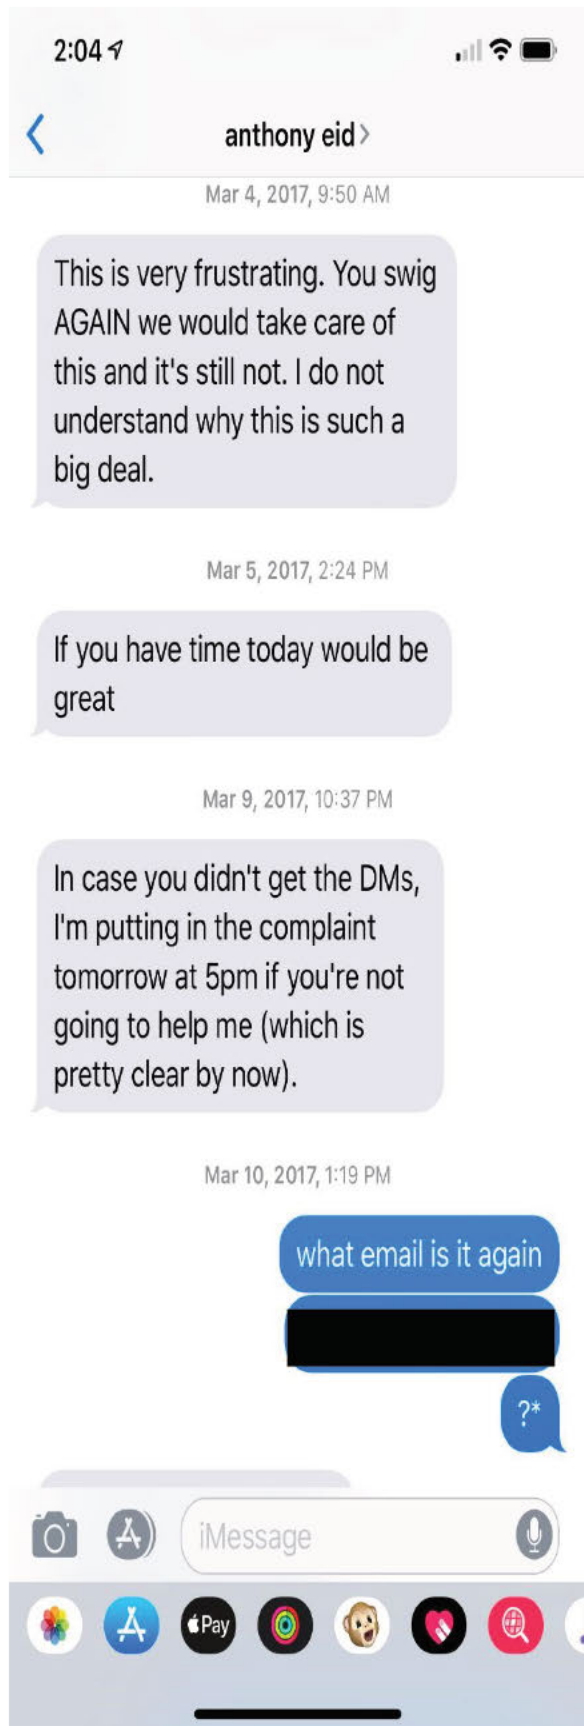 2:04
anthony eid
Mar 4, 2017, 9:50 AM
This is very frustrating. You swig
AGAIN we would take care of
this and it's still not. I do not
understand why this is such a
big deal.
Mar 5, 2017, 2:24 PM
If you have time today would be
great
Mar 9, 2017, 10:37 PM
In case you didn't get the DMs,
I'm putting in the complaint
tomorrow at 5pm if you're not
going to help me (which is
pretty clear by now).
Mar 10, 2017, 1:19 PM
what email is it again
?*
iMessage
Pay